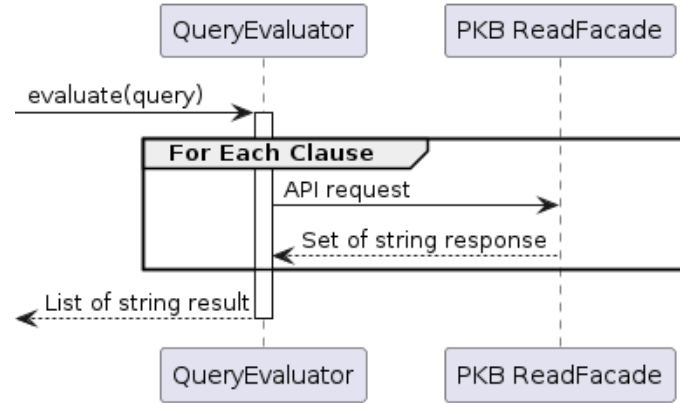 QueryEvaluator PKB ReadFacade
evaluate(query)
For Each Clause
API request
Set of string response
List of string result
QueryEvaluator PKB ReadFacade